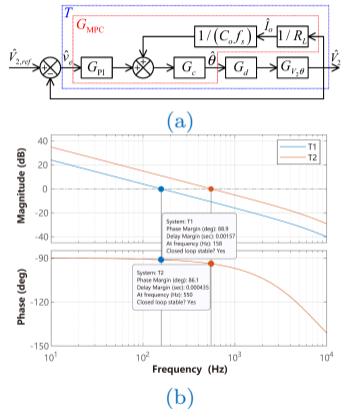 T
G_MPC
1/(C_o f_s)
Î_o
1/R_L
V̂_2,ref
v̂_e
G_PI
G_c
θ̂
G_d
G_V̂₂θ̂
V̂_2
(a)
T1
T2
Magnitude (dB)
40
20
0
-20
-40
System: T1
Phase Margin (deg): 88.9
Delay Margin (sec): 0.00157
At frequency (Hz): 158
Closed loop stable? Yes
System: T2
Phase Margin (deg): 86.1
Delay Margin (sec): 0.000435
At frequency (Hz): 550
Closed loop stable? Yes
Phase (deg)
-90
-120
-150
10^1
10^2
10^3
10^4
Frequency (Hz)
(b)